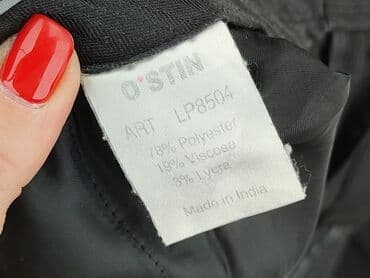 O'STIN
ART LP8504
78% Polyester
19% Viscose
3% Lycra
Made in India